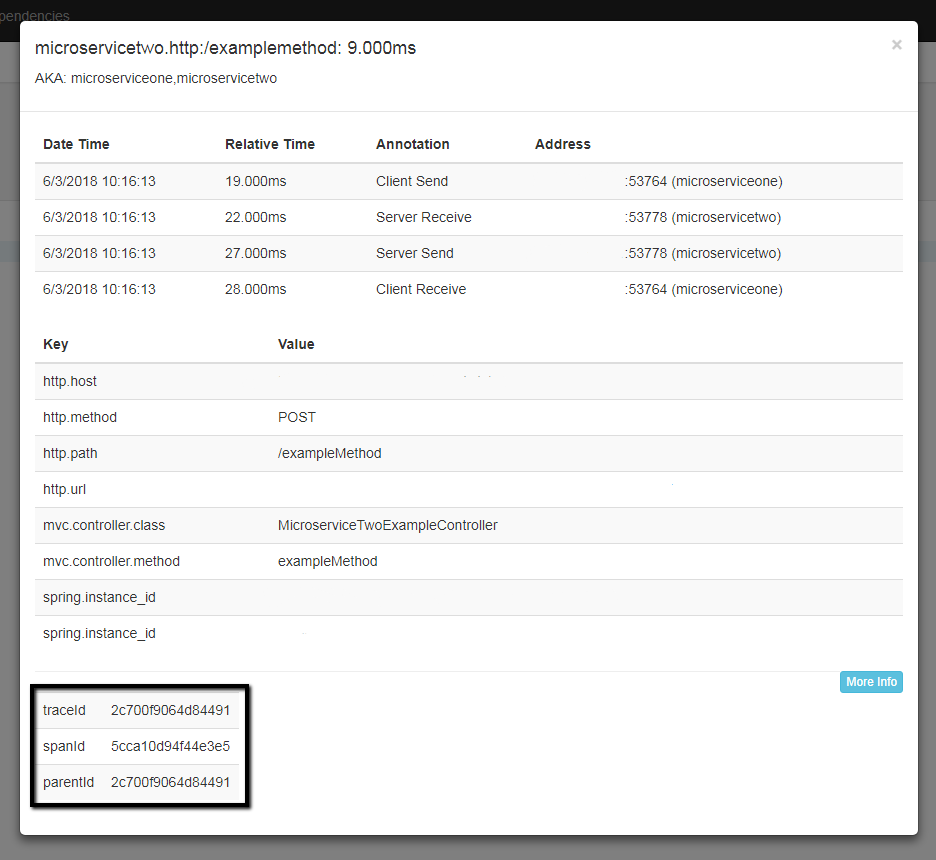 pendencies
microservicetwo.http:/examplemethod: 9.000ms ×
AKA: microserviceone,microservicetwo
Date Time Relative Time Annotation Address
6/3/2018 10:16:13 19.000ms Client Send :53764 (microserviceone)
6/3/2018 10:16:13 22.000ms Server Receive :53778 (microservicetwo)
6/3/2018 10:16:13 27.000ms Server Send :53778 (microservicetwo)
6/3/2018 10:16:13 28.000ms Client Receive :53764 (microserviceone)
Key Value
http.host
http.method POST
http.path /exampleMethod
http.url
mvc.controller.class MicroserviceTwoExampleController
mvc.controller.method exampleMethod
spring.instance_id
spring.instance_id
More Info
traceId 2c700f9064d84491
spanId 5cca10d94f44e3e5
parentId 2c700f9064d84491